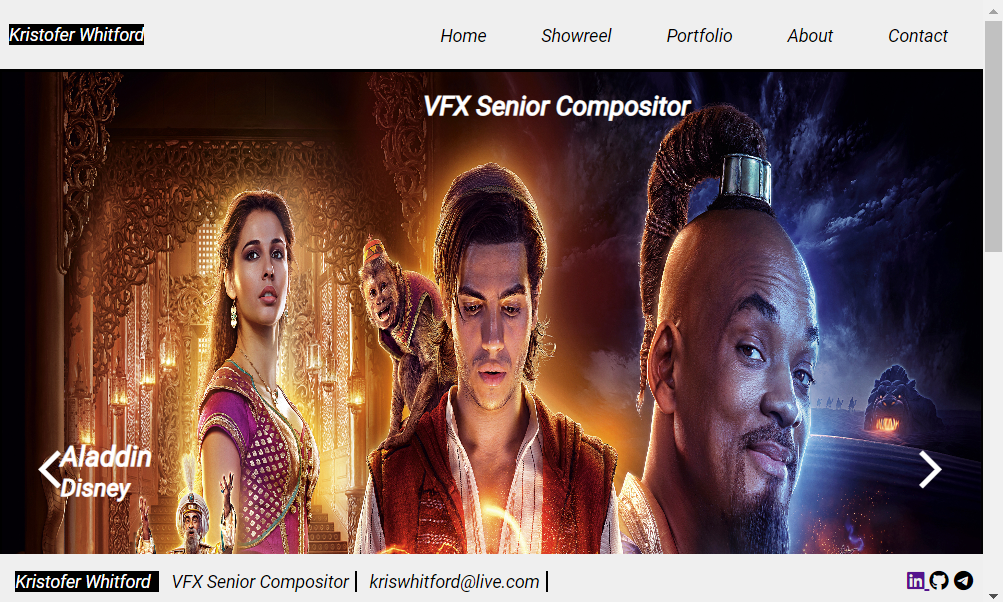 Kristofer Whitford Home Showreel Portfolio About Contact
VFX Senior Compositor
Aladdin
Disney
Kristofer Whitford VFX Senior Compositor kriswhitford@live.com in